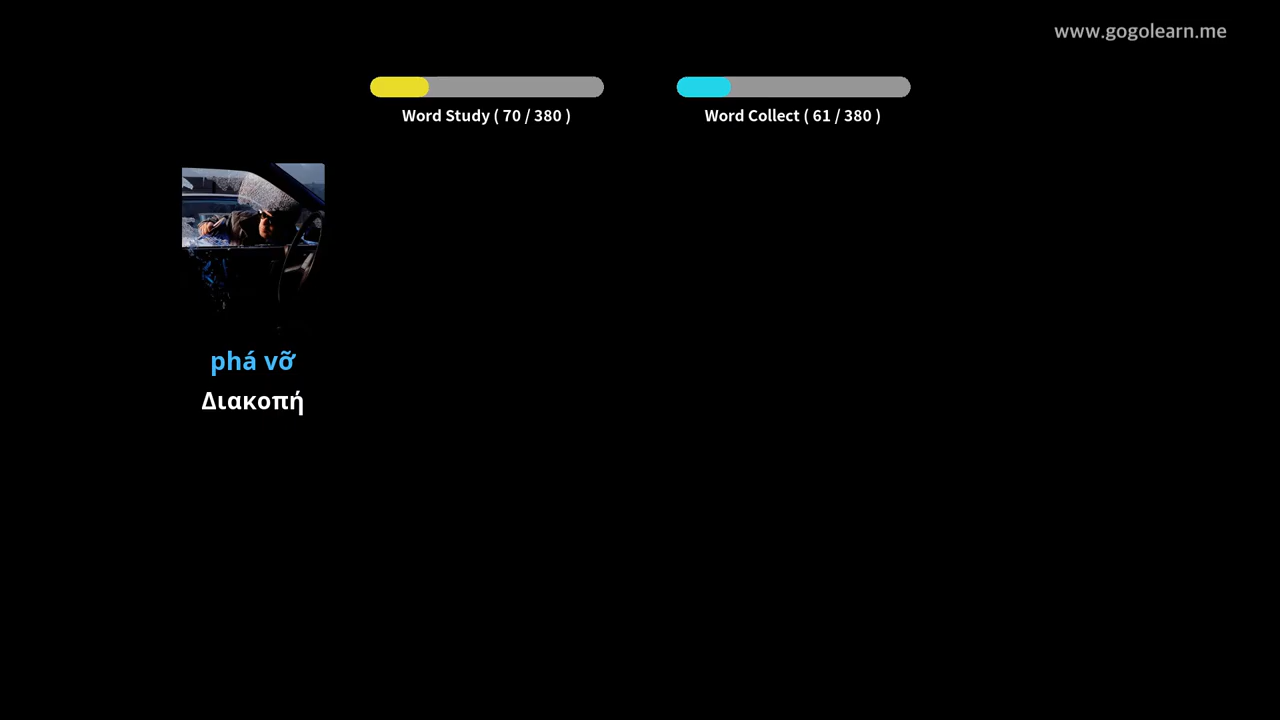 www.gogolearn.me
Word Study ( 70 / 380 )
Word Collect ( 61 / 380 )
phá vỡ
Διακοπή